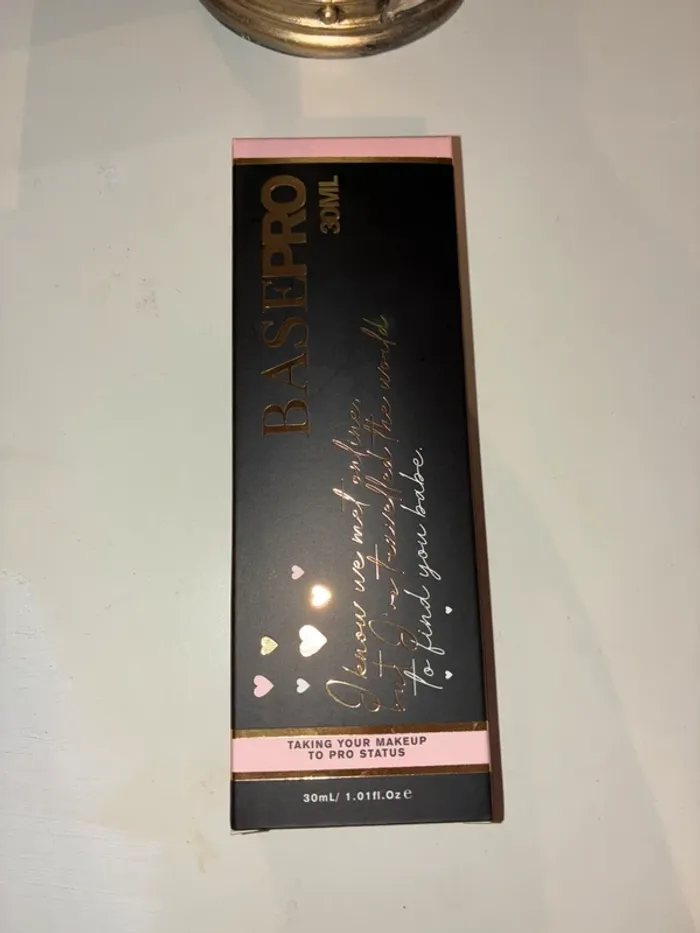 BASEPRO
30ML
I know we met online,
but I've travelled the world
to find you babe.
TAKING YOUR MAKEUP
TO PRO STATUS
30mL/ 1.01fl.Oz ℮